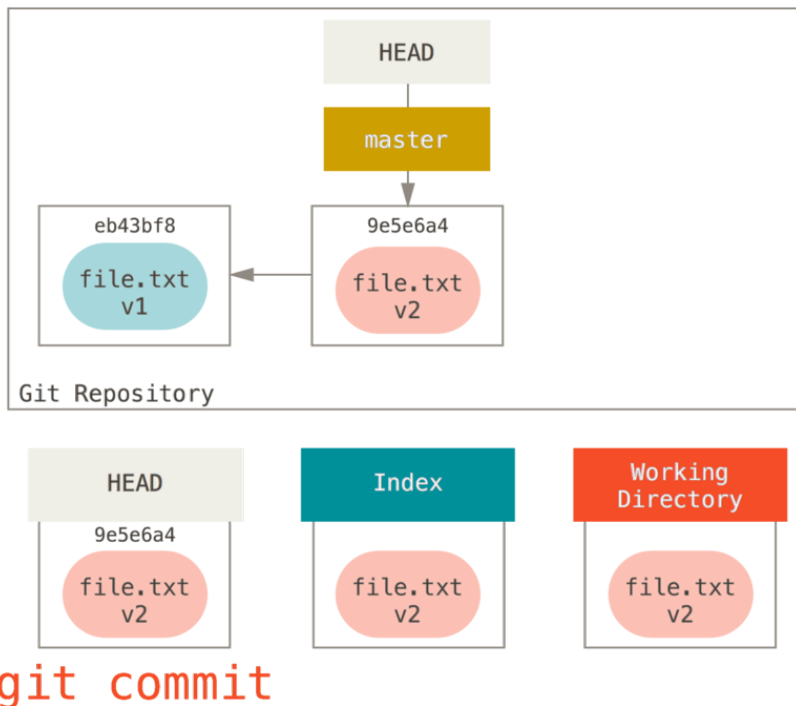 HEAD
master
eb43bf8
file.txt
v1
9e5e6a4
file.txt
v2
Git Repository
HEAD
9e5e6a4
file.txt
v2
Index
file.txt
v2
Working
Directory
file.txt
v2
git commit